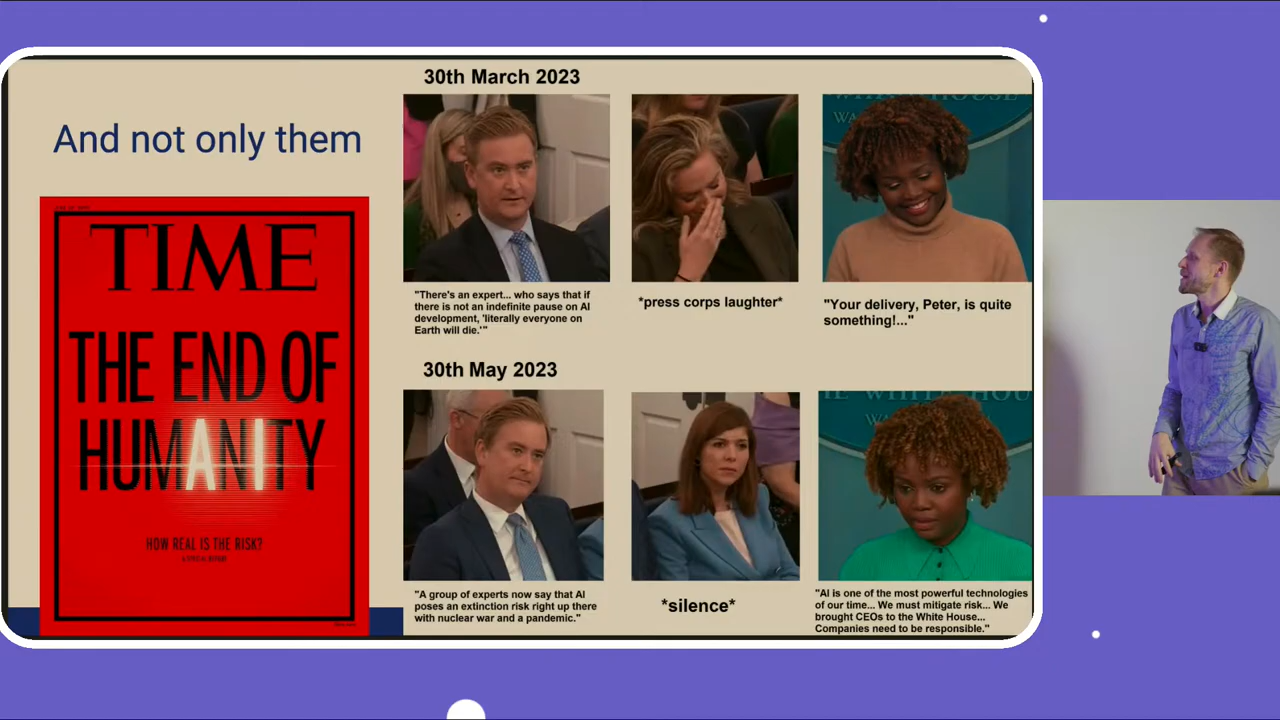 And not only them
TIME
THE END OF
HUMANITY
HOW REAL IS THE RISK?
30th March 2023
"There's an expert... who says that if
there is not an indefinite pause on AI
development, 'literally everyone on
Earth will die.'"
*press corps laughter*
"Your delivery, Peter, is quite
something!..."
30th May 2023
"A group of experts now say that AI
poses an extinction risk right up there
with nuclear war and a pandemic."
*silence*
"AI is one of the most powerful technologies
of our time... We must mitigate risk... We
brought CEOs to the White House...
Companies need to be responsible."